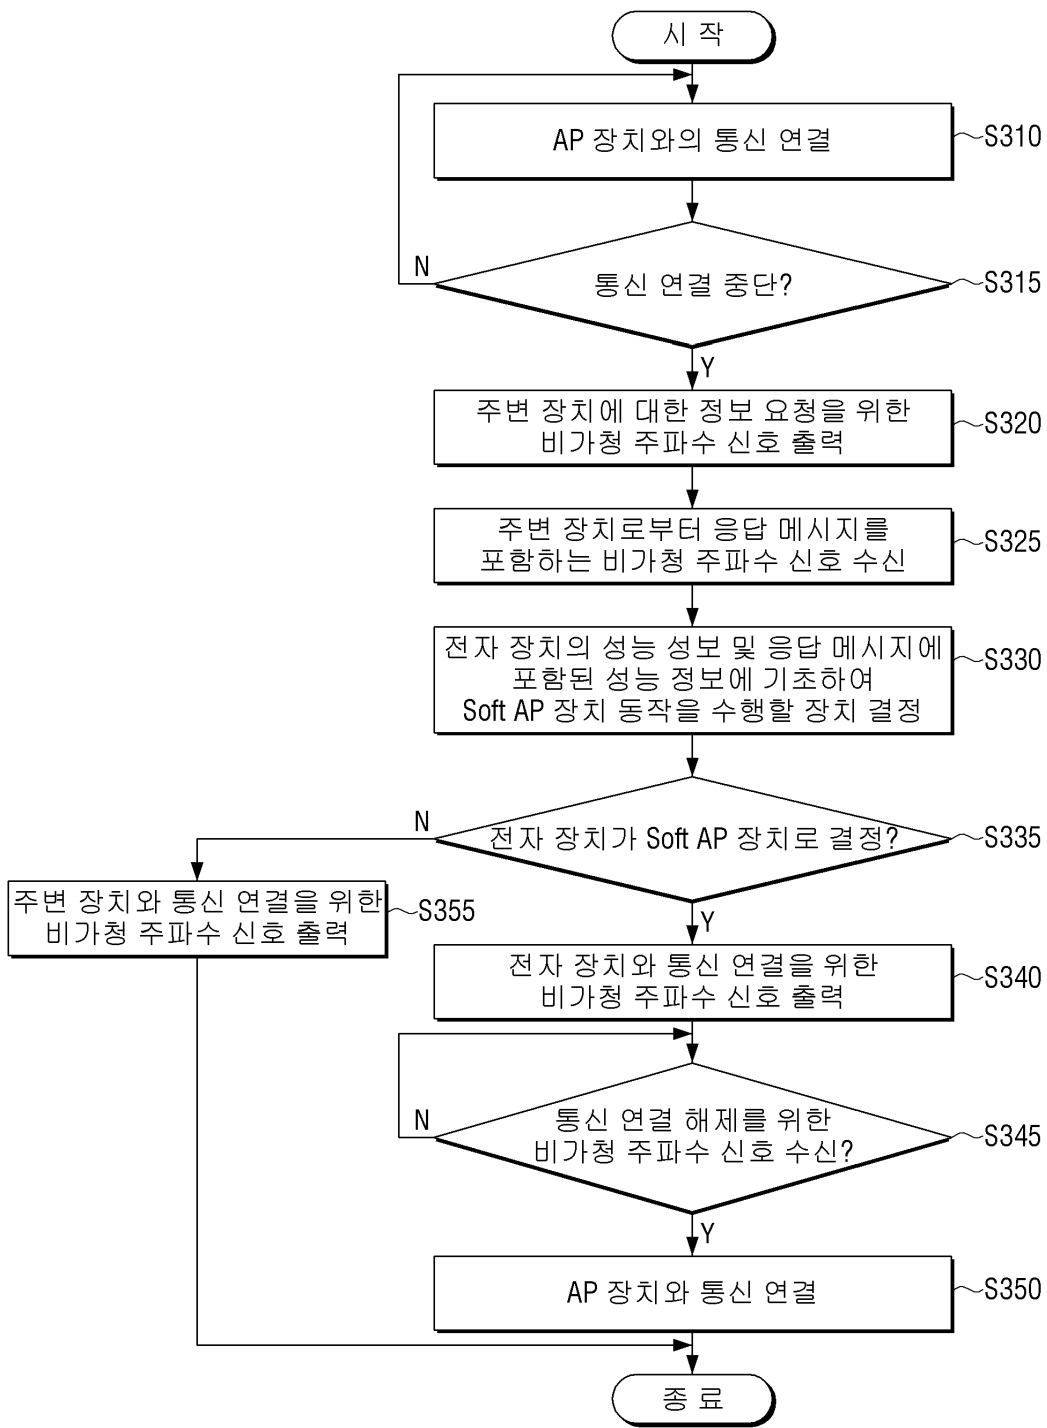 시 작
AP 장치와의 통신 연결
S310
통신 연결 중단?
S315
N
Y
주변 장치에 대한 정보 요청을 위한
비가청 주파수 신호 출력
S320
주변 장치로부터 응답 메시지를
포함하는 비가청 주파수 신호 수신
S325
전자 장치의 성능 성보 및 응답 메시지에
포함된 성능 정보에 기초하여
Soft AP 장치 동작을 수행할 장치 결정
S330
전자 장치가 Soft AP 장치로 결정?
S335
N
Y
주변 장치와 통신 연결을 위한
비가청 주파수 신호 출력
S355
전자 장치와 통신 연결을 위한
비가청 주파수 신호 출력
S340
통신 연결 해제를 위한
비가청 주파수 신호 수신?
S345
N
Y
AP 장치와 통신 연결
S350
종 료